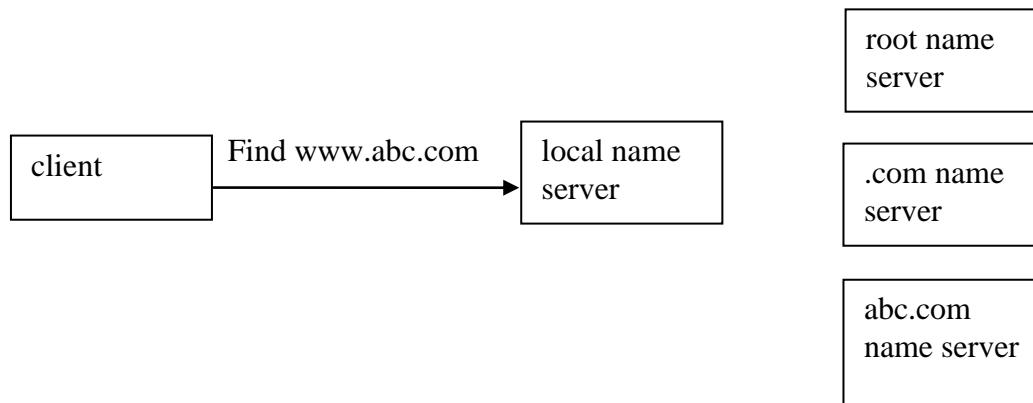 client
Find www.abc.com
local name
server
root name
server
.com name
server
abc.com
name server